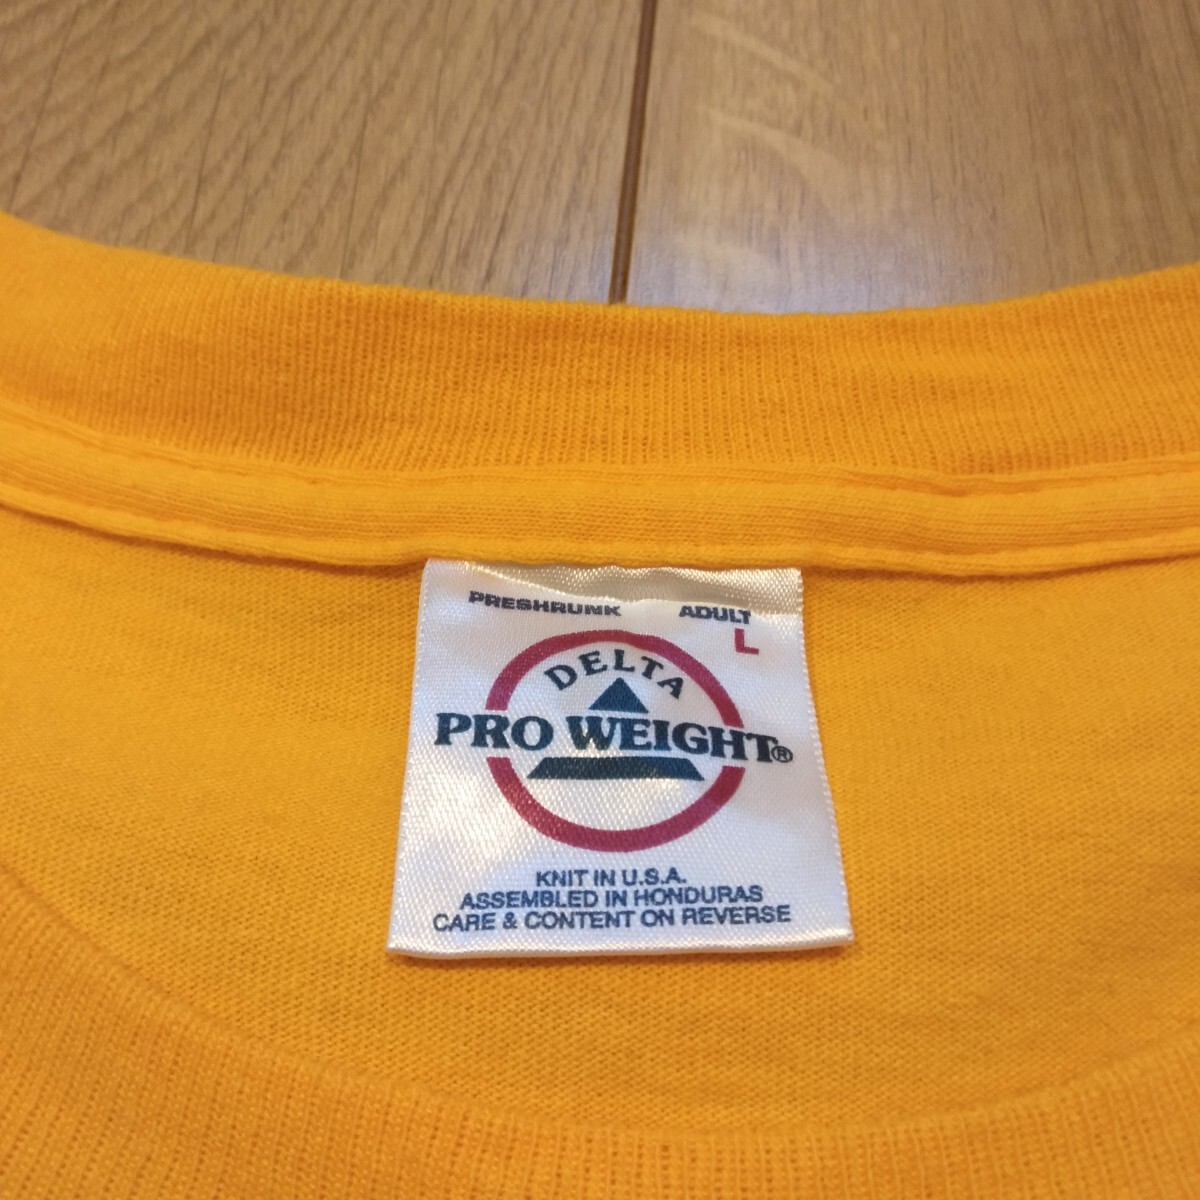 PRESHRUNK ADULT
L
DELTA
PRO WEIGHT®
KNIT IN U.S.A.
ASSEMBLED IN HONDURAS
CARE & CONTENT ON REVERSE